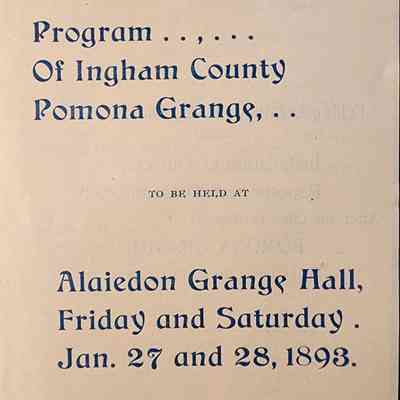 Program . . , . . .
Of Ingham County
Pomona Grange, . .
TO BE HELD AT
Alaiedon Grange Hall,
Friday and Saturday .
Jan. 27 and 28, 1893.